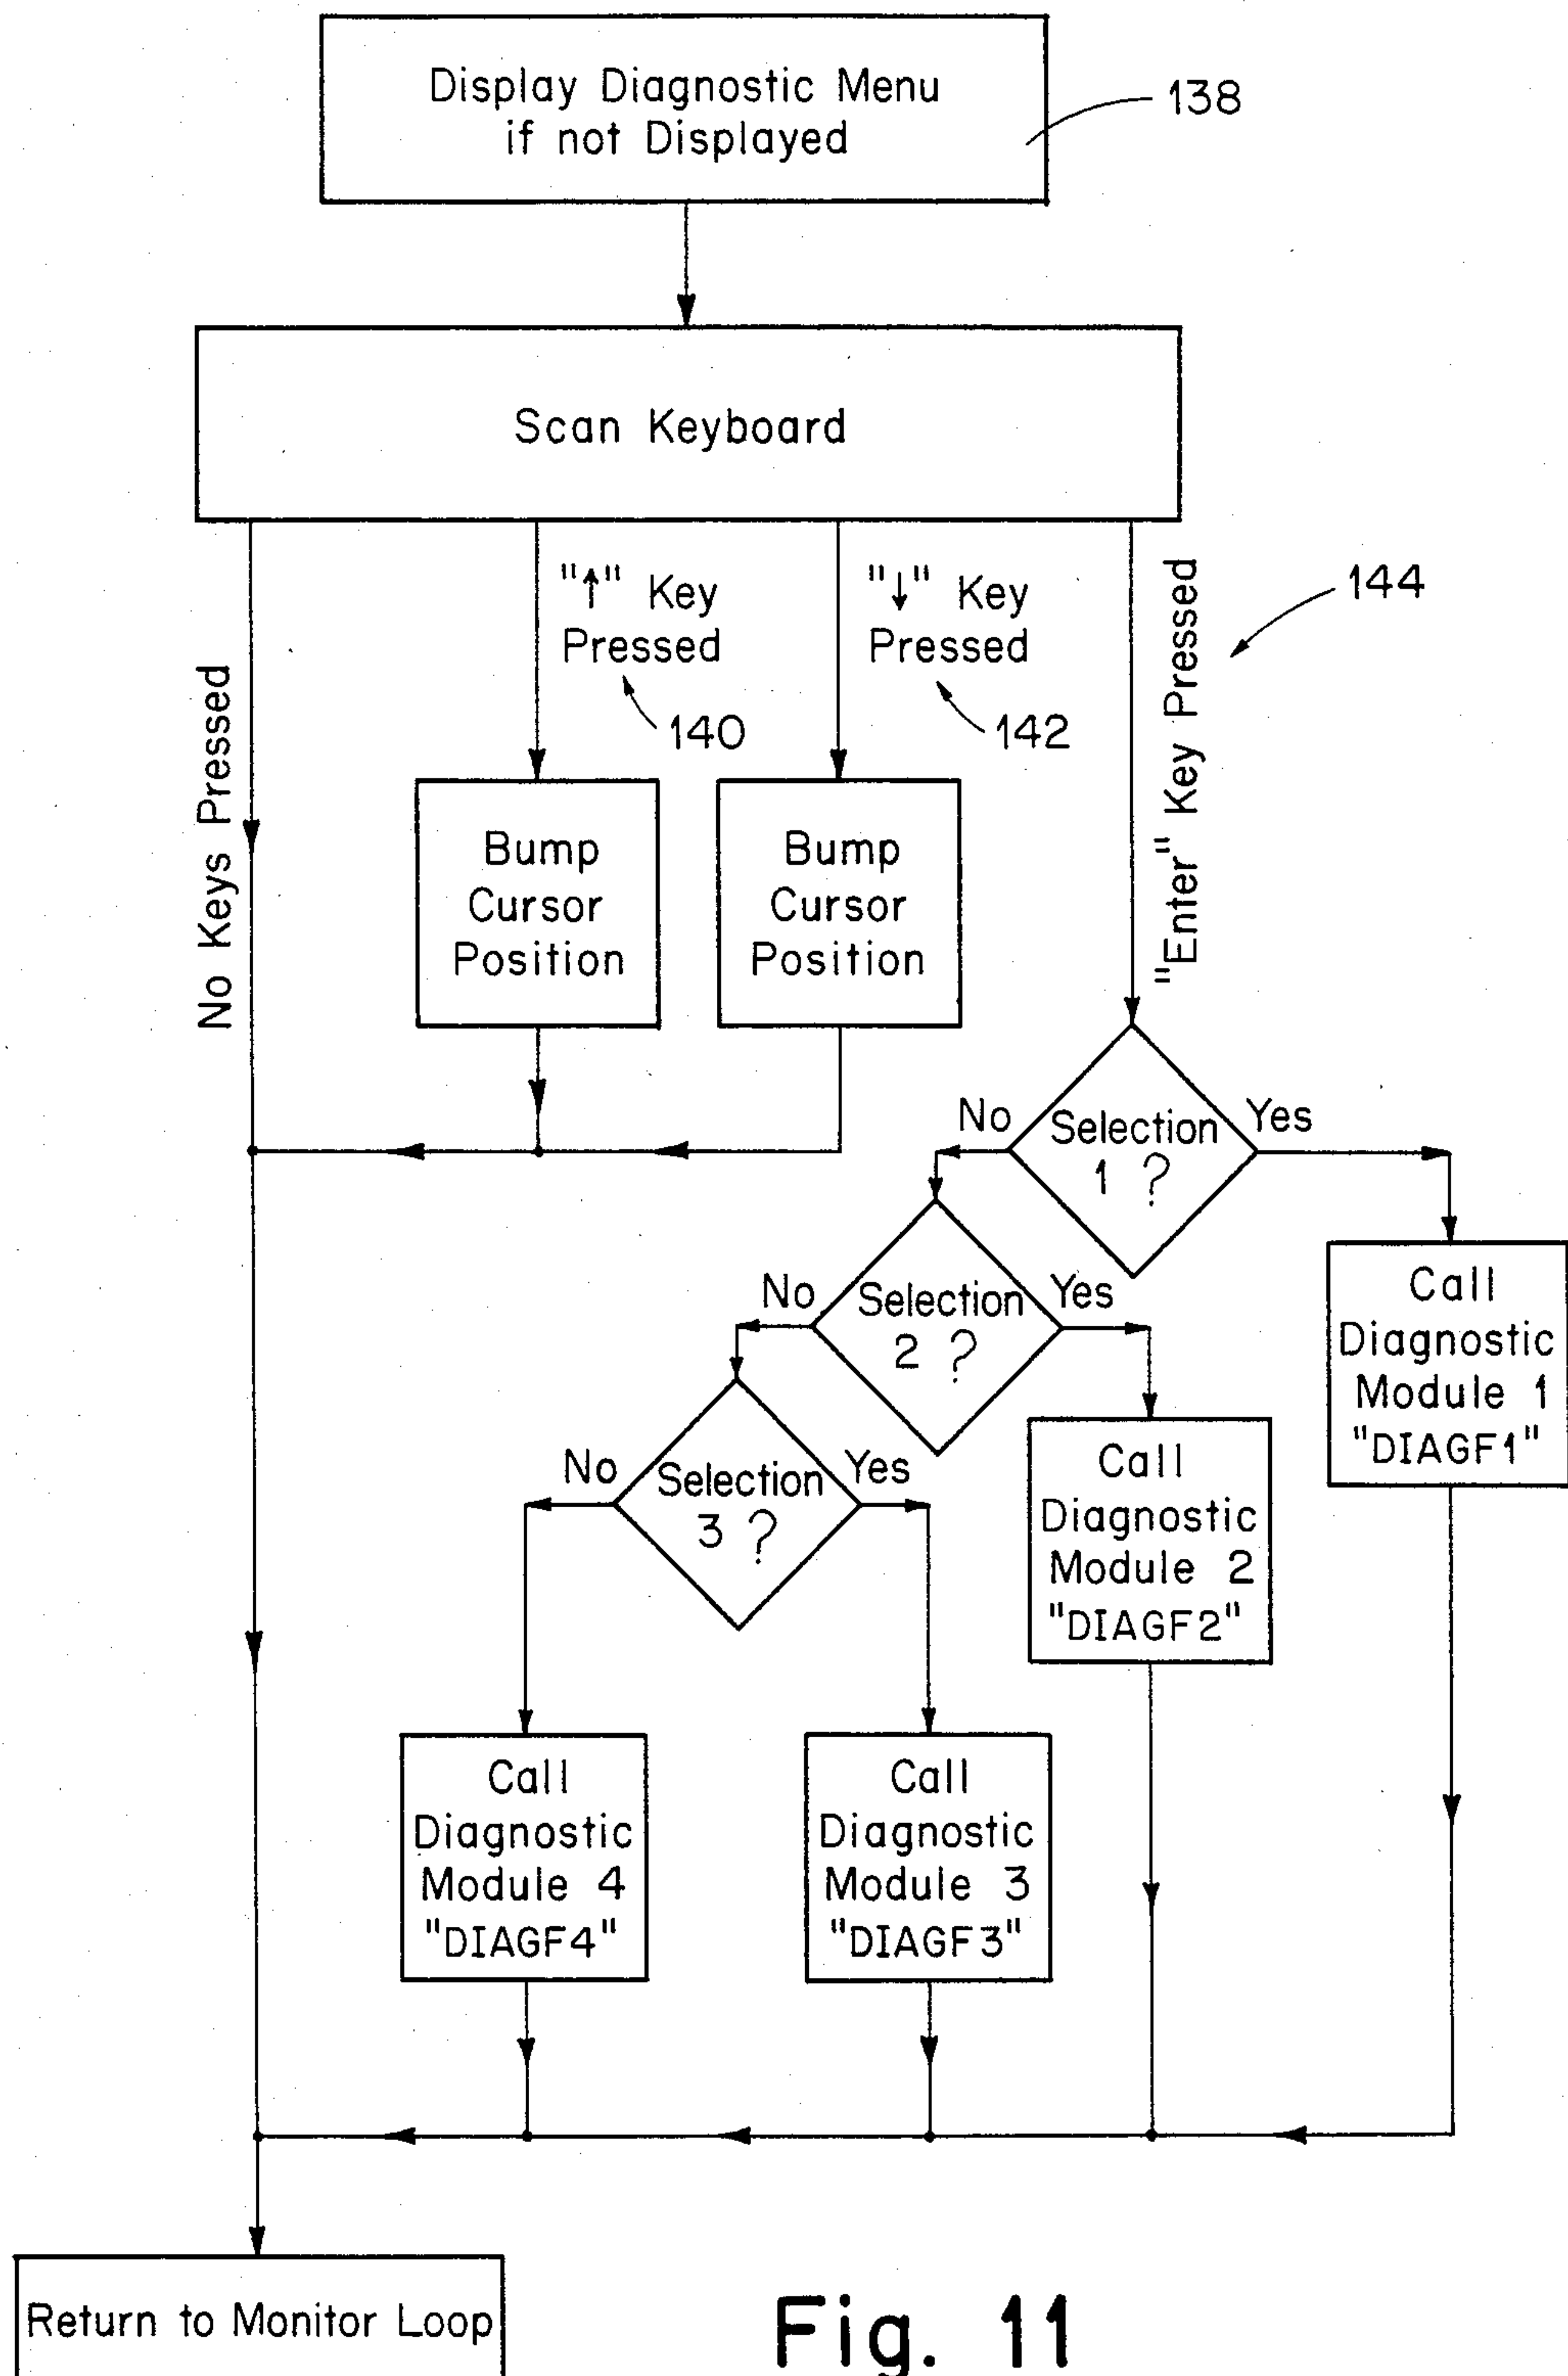 Display Diagnostic Menu
if not Displayed
138
Scan Keyboard
No Keys Pressed
"↑" Key
Pressed
140
"↓" Key
Pressed
142
"Enter" Key Pressed
144
Bump
Cursor
Position
Bump
Cursor
Position
No
Selection
1 ?
Yes
No
Selection
2 ?
Yes
No
Selection
3 ?
Yes
Call
Diagnostic
Module 1
"DIAGF1"
Call
Diagnostic
Module 2
"DIAGF2"
Call
Diagnostic
Module 4
"DIAGF4"
Call
Diagnostic
Module 3
"DIAGF3"
Return to Monitor Loop
Fig. 11